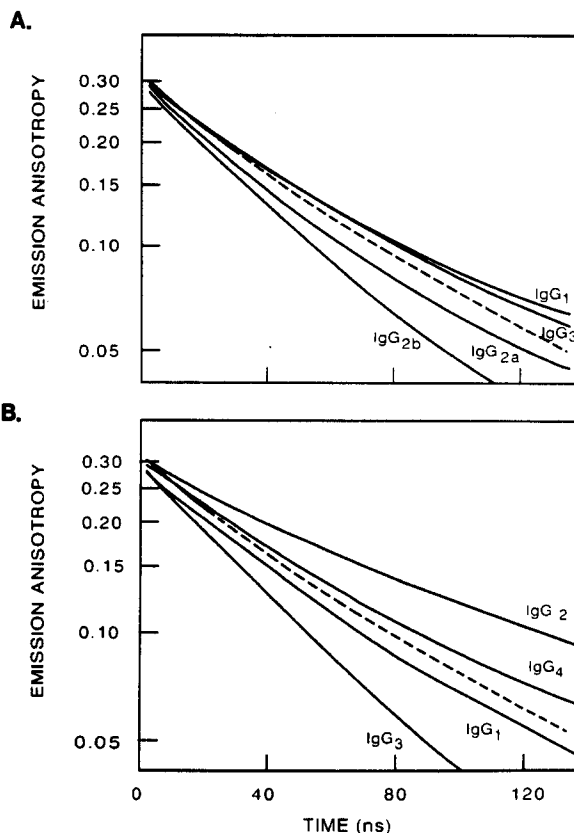 A.
EMISSION ANISOTROPY
0.30
0.25
0.20
0.15
0.10
0.05
IgG1
IgG3
IgG2a
IgG2b
B.
EMISSION ANISOTROPY
0.30
0.25
0.20
0.15
0.10
0.05
IgG2
IgG4
IgG1
IgG3
0
40
80
120
TIME (ns)